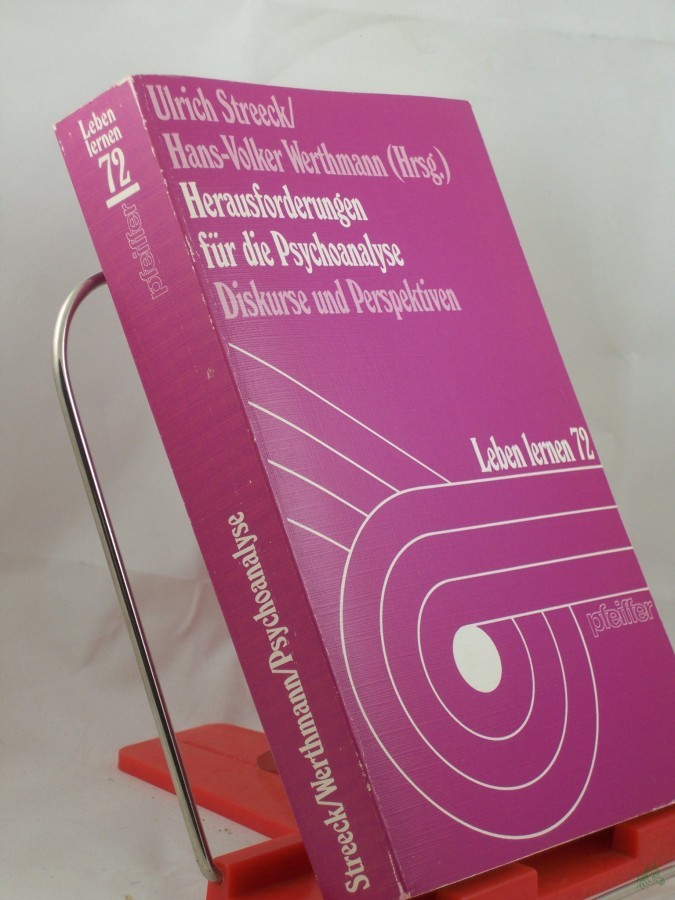 Ulrich Streeck/
Hans-Volker Werthmann (Hrsg.)
Herausforderungen
für die Psychoanalyse
Diskurse und Perspektiven
Leben lernen 72
pfeiffer
Leben
lernen
72
pfeiffer
Streeck/Werthmann/Psychoanalyse